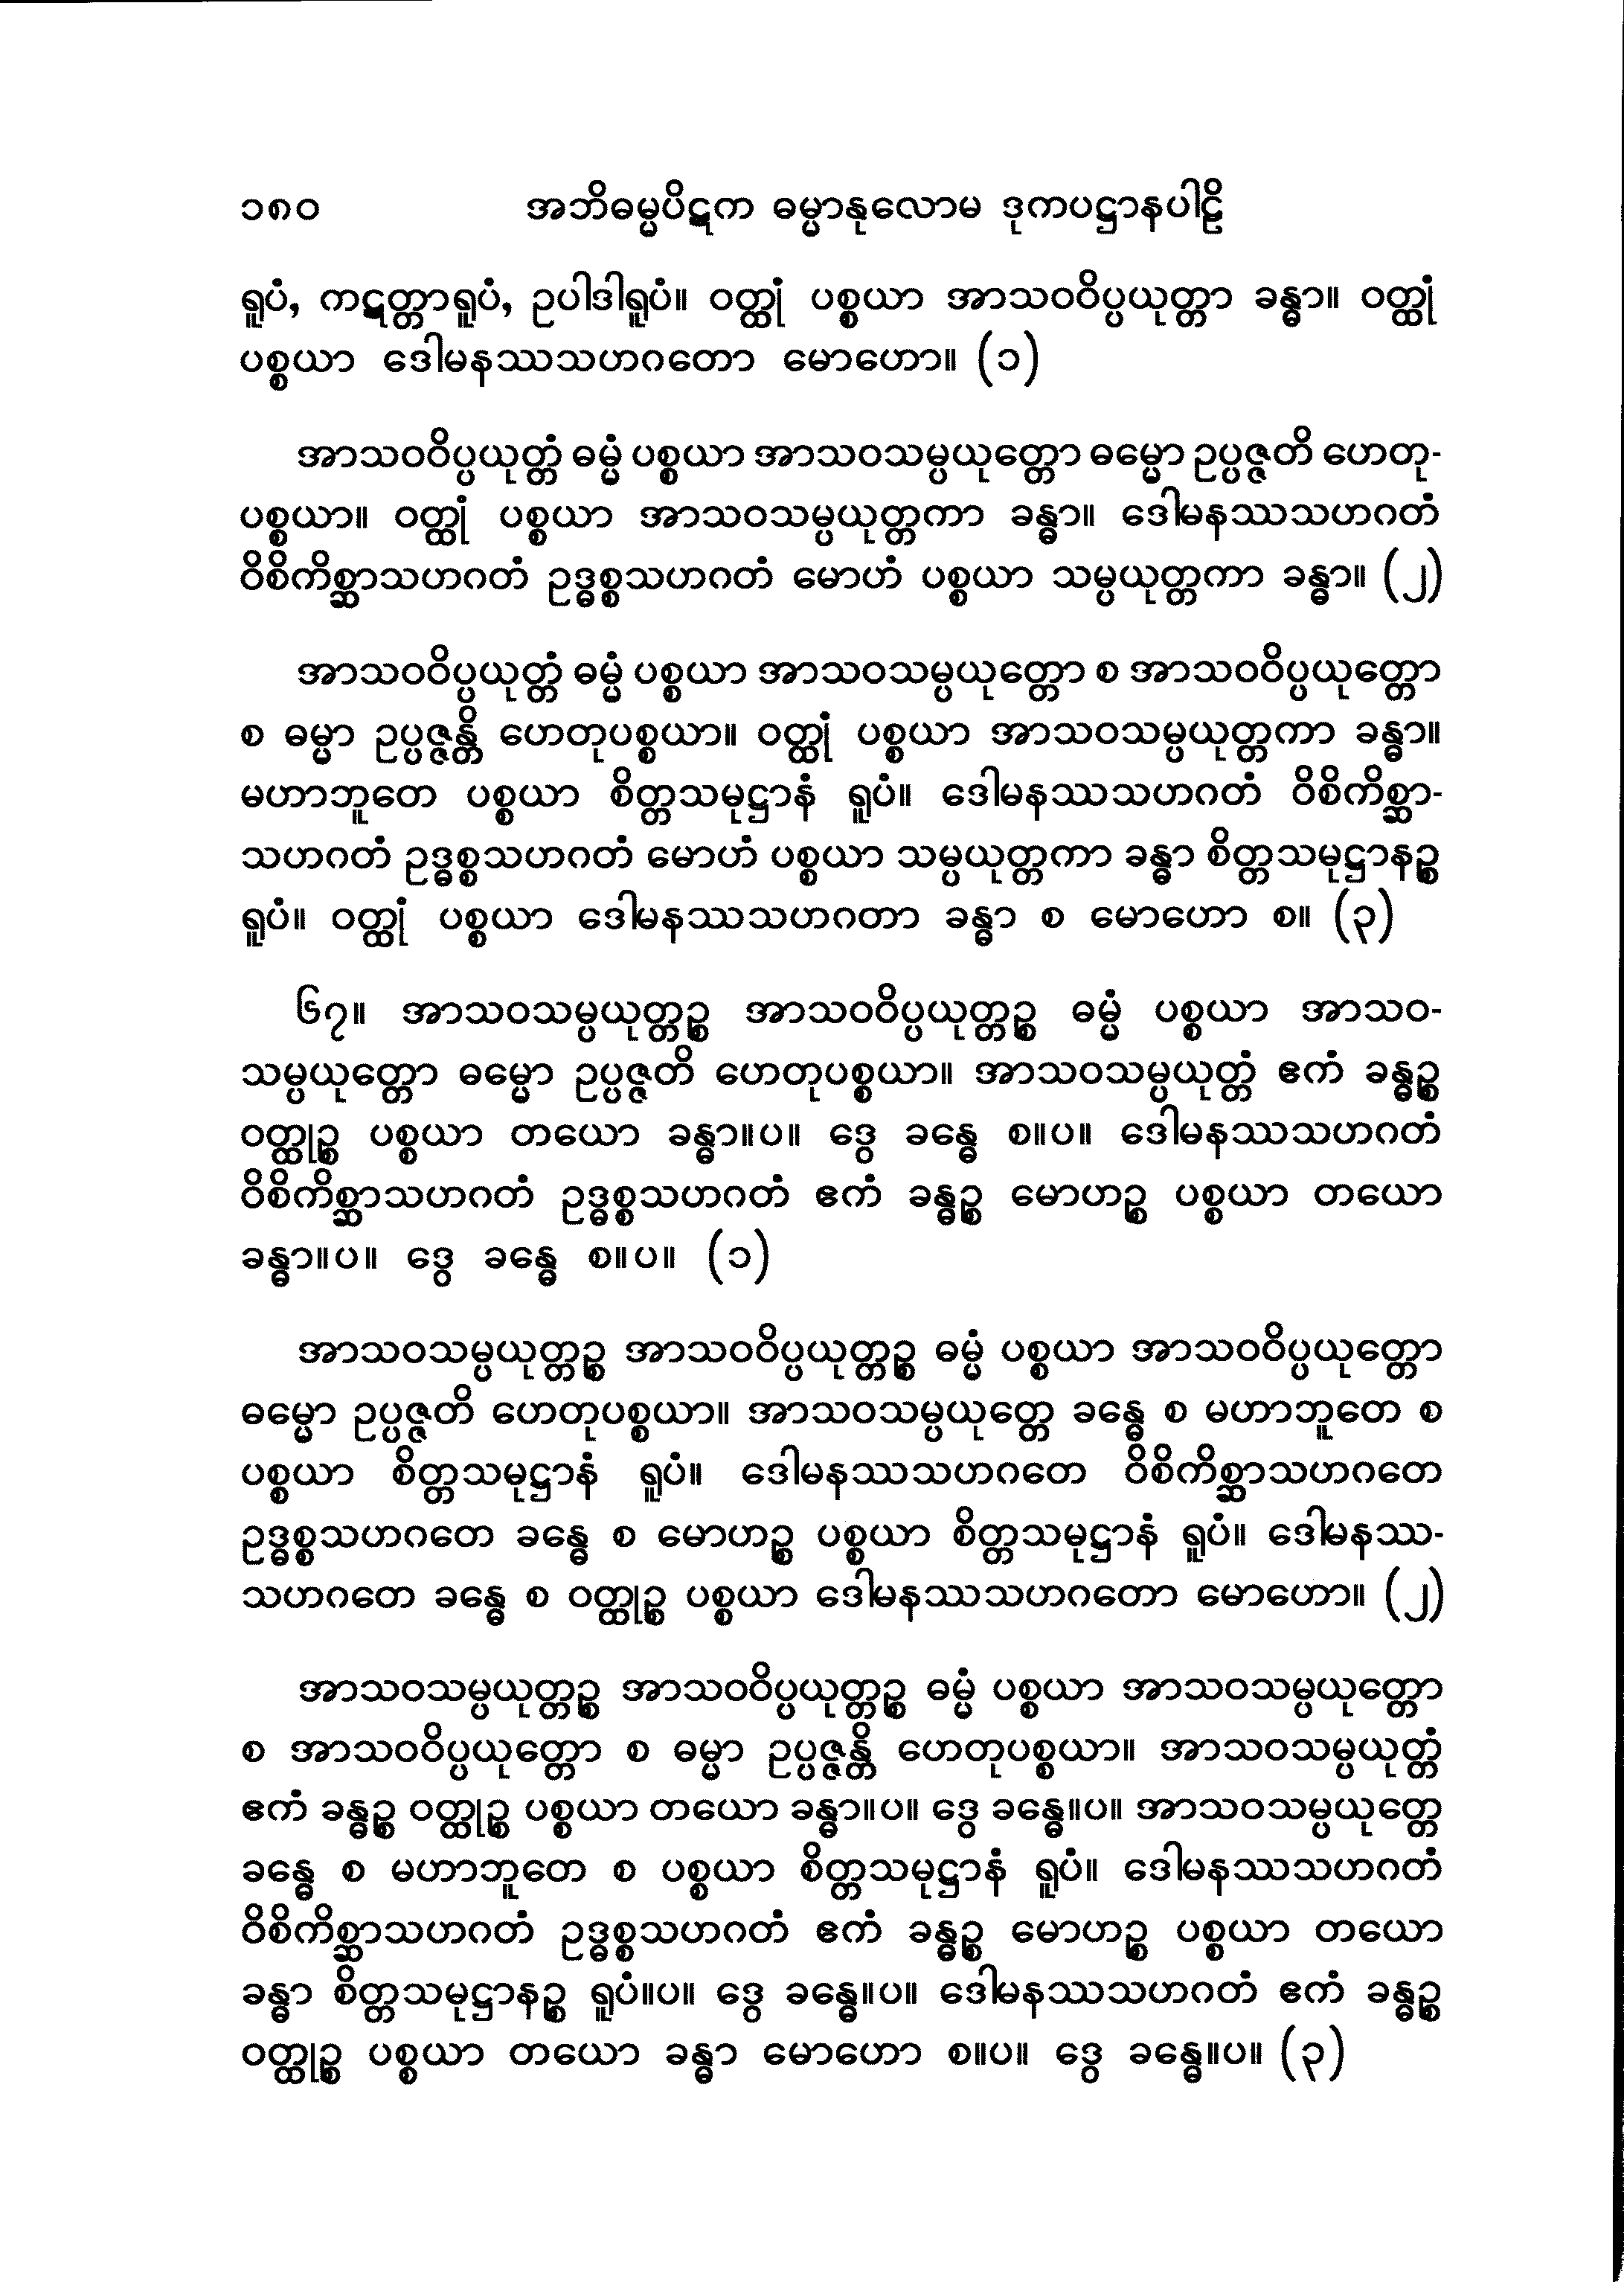 ၁၈၀ အဘိဓမ္မပိဋက ဓမ္မာနုလောမ ဒုကပဋ္ဌာနပါဠိ
ရူပံ, ကဋတ္တာရူပံ, ဥပါဒါရူပံ။ ဝတ္ထုံ ပစ္စယာ အာသဝဝိပ္ပယုတ္တာ ခန္ဓာ။ ဝတ္ထုံ
ပစ္စယာ ဒေါမနဿသဟဂတော မောဟော။ (၁)
အာသဝဝိပ္ပယုတ္တံ ဓမ္မံ ပစ္စယာ အာသဝသမ္ပယုတ္တော ဓမ္မော ဥပ္ပဇ္ဇတိ ဟေတု-
ပစ္စယာ။ ဝတ္ထုံ ပစ္စယာ အာသဝသမ္ပယုတ္တကာ ခန္ဓာ။ ဒေါမနဿသဟဂတံ
ဝိစိကိစ္ဆာသဟဂတံ ဥဒ္ဓစ္စသဟဂတံ မောဟံ ပစ္စယာ သမ္ပယုတ္တကာ ခန္ဓာ။ (၂)
အာသဝဝိပ္ပယုတ္တံ ဓမ္မံ ပစ္စယာ အာသဝသမ္ပယုတ္တော စ အာသဝဝိပ္ပယုတ္တော
စ ဓမ္မာ ဥပ္ပဇ္ဇန္တိ ဟေတုပစ္စယာ။ ဝတ္ထုံ ပစ္စယာ အာသဝသမ္ပယုတ္တကာ ခန္ဓာ။
မဟာဘူတေ ပစ္စယာ စိတ္တသမုဋ္ဌာနံ ရူပံ။ ဒေါမနဿသဟဂတံ ဝိစိကိစ္ဆာ-
သဟဂတံ ဥဒ္ဓစ္စသဟဂတံ မောဟံ ပစ္စယာ သမ္ပယုတ္တကာ ခန္ဓာ စိတ္တသမုဋ္ဌာနဉ္စ
ရူပံ။ ဝတ္ထုံ ပစ္စယာ ဒေါမနဿသဟဂတာ ခန္ဓာ စ မောဟော စ။ (၃)
၆၇။ အာသဝသမ္ပယုတ္တဉ္စ အာသဝဝိပ္ပယုတ္တဉ္စ ဓမ္မံ ပစ္စယာ အာသဝ-
သမ္ပယုတ္တော ဓမ္မော ဥပ္ပဇ္ဇတိ ဟေတုပစ္စယာ။ အာသဝသမ္ပယုတ္တံ ဧကံ ခန္ဓဉ္စ
ဝတ္ထုဉ္စ ပစ္စယာ တယော ခန္ဓာ။ပ။ ဒွေ ခန္ဓေ စ။ပ။ ဒေါမနဿသဟဂတံ
ဝိစိကိစ္ဆာသဟဂတံ ဥဒ္ဓစ္စသဟဂတံ ဧကံ ခန္ဓဉ္စ မောဟဉ္စ ပစ္စယာ တယော
ခန္ဓာ။ပ။ ဒွေ ခန္ဓေ စ။ပ။ (၁)
အာသဝသမ္ပယုတ္တဉ္စ အာသဝဝိပ္ပယုတ္တဉ္စ ဓမ္မံ ပစ္စယာ အာသဝဝိပ္ပယုတ္တော
ဓမ္မော ဥပ္ပဇ္ဇတိ ဟေတုပစ္စယာ။ အာသဝသမ္ပယုတ္တေ ခန္ဓေ စ မဟာဘူတေ စ
ပစ္စယာ စိတ္တသမုဋ္ဌာနံ ရူပံ။ ဒေါမနဿသဟဂတေ ဝိစိကိစ္ဆာသဟဂတေ
ဥဒ္ဓစ္စသဟဂတေ ခန္ဓေ စ မောဟဉ္စ ပစ္စယာ စိတ္တသမုဋ္ဌာနံ ရူပံ။ ဒေါမနဿ-
သဟဂတေ ခန္ဓေ စ ဝတ္ထုဉ္စ ပစ္စယာ ဒေါမနဿသဟဂတော မောဟော။ (၂)
အာသဝသမ္ပယုတ္တဉ္စ အာသဝဝိပ္ပယုတ္တဉ္စ ဓမ္မံ ပစ္စယာ အာသဝသမ္ပယုတ္တော
စ အာသဝဝိပ္ပယုတ္တော စ ဓမ္မာ ဥပ္ပဇ္ဇန္တိ ဟေတုပစ္စယာ။ အာသဝသမ္ပယုတ္တံ
ဧကံ ခန္ဓဉ္စ ဝတ္ထုဉ္စ ပစ္စယာ တယော ခန္ဓာ။ပ။ ဒွေ ခန္ဓေ။ပ။ အာသဝသမ္ပယုတ္တေ
ခန္ဓေ စ မဟာဘူတေ စ ပစ္စယာ စိတ္တသမုဋ္ဌာနံ ရူပံ။ ဒေါမနဿသဟဂတံ
ဝိစိကိစ္ဆာသဟဂတံ ဥဒ္ဓစ္စသဟဂတံ ဧကံ ခန္ဓဉ္စ မောဟဉ္စ ပစ္စယာ တယော
ခန္ဓာ စိတ္တသမုဋ္ဌာနဉ္စ ရူပံ။ပ။ ဒွေ ခန္ဓေ။ပ။ ဒေါမနဿသဟဂတံ ဧကံ ခန္ဓဉ္စ
ဝတ္ထုဉ္စ ပစ္စယာ တယော ခန္ဓာ မောဟော စ။ပ။ ဒွေ ခန္ဓေ။ပ။ (၃)